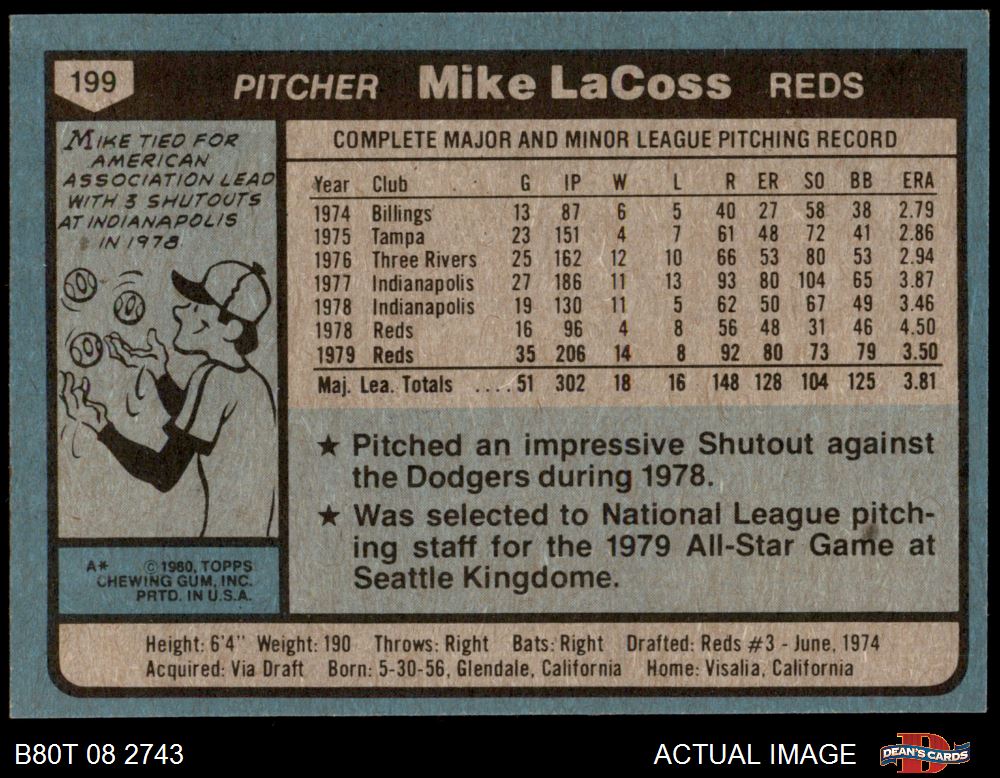 199 PITCHER Mike LaCoss REDS
MIKE TIED FOR
AMERICAN
ASSOCIATION LEAD
WITH 3 SHUTOUTS
AT INDIANAPOLIS
IN 1978
COMPLETE MAJOR AND MINOR LEAGUE PITCHING RECORD
Year Club G IP W L R ER SO BB ERA
1974 Billings 13 87 6 5 40 27 58 38 2.79
1975 Tampa 23 151 4 7 61 48 72 41 2.86
1976 Three Rivers 25 162 12 10 66 53 80 53 2.94
1977 Indianapolis 27 186 11 13 93 80 104 65 3.87
1978 Indianapolis 19 130 11 5 62 50 67 49 3.46
1978 Reds 16 96 4 8 56 48 31 46 4.50
1979 Reds 35 206 14 8 92 80 73 79 3.50
Maj. Lea. Totals ....51 302 18 16 148 128 104 125 3.81
★ Pitched an impressive Shutout against
the Dodgers during 1978.
★ Was selected to National League pitch-
ing staff for the 1979 All-Star Game at
Seattle Kingdome.
A* ©1980, TOPPS
CHEWING GUM, INC.
PRTD. IN U.S.A.
Height: 6'4" Weight: 190 Throws: Right Bats: Right Drafted: Reds #3 - June, 1974
Acquired: Via Draft Born: 5-30-56, Glendale, California Home: Visalia, California
B80T 08 2743 ACTUAL IMAGE DEAN'S CARDS